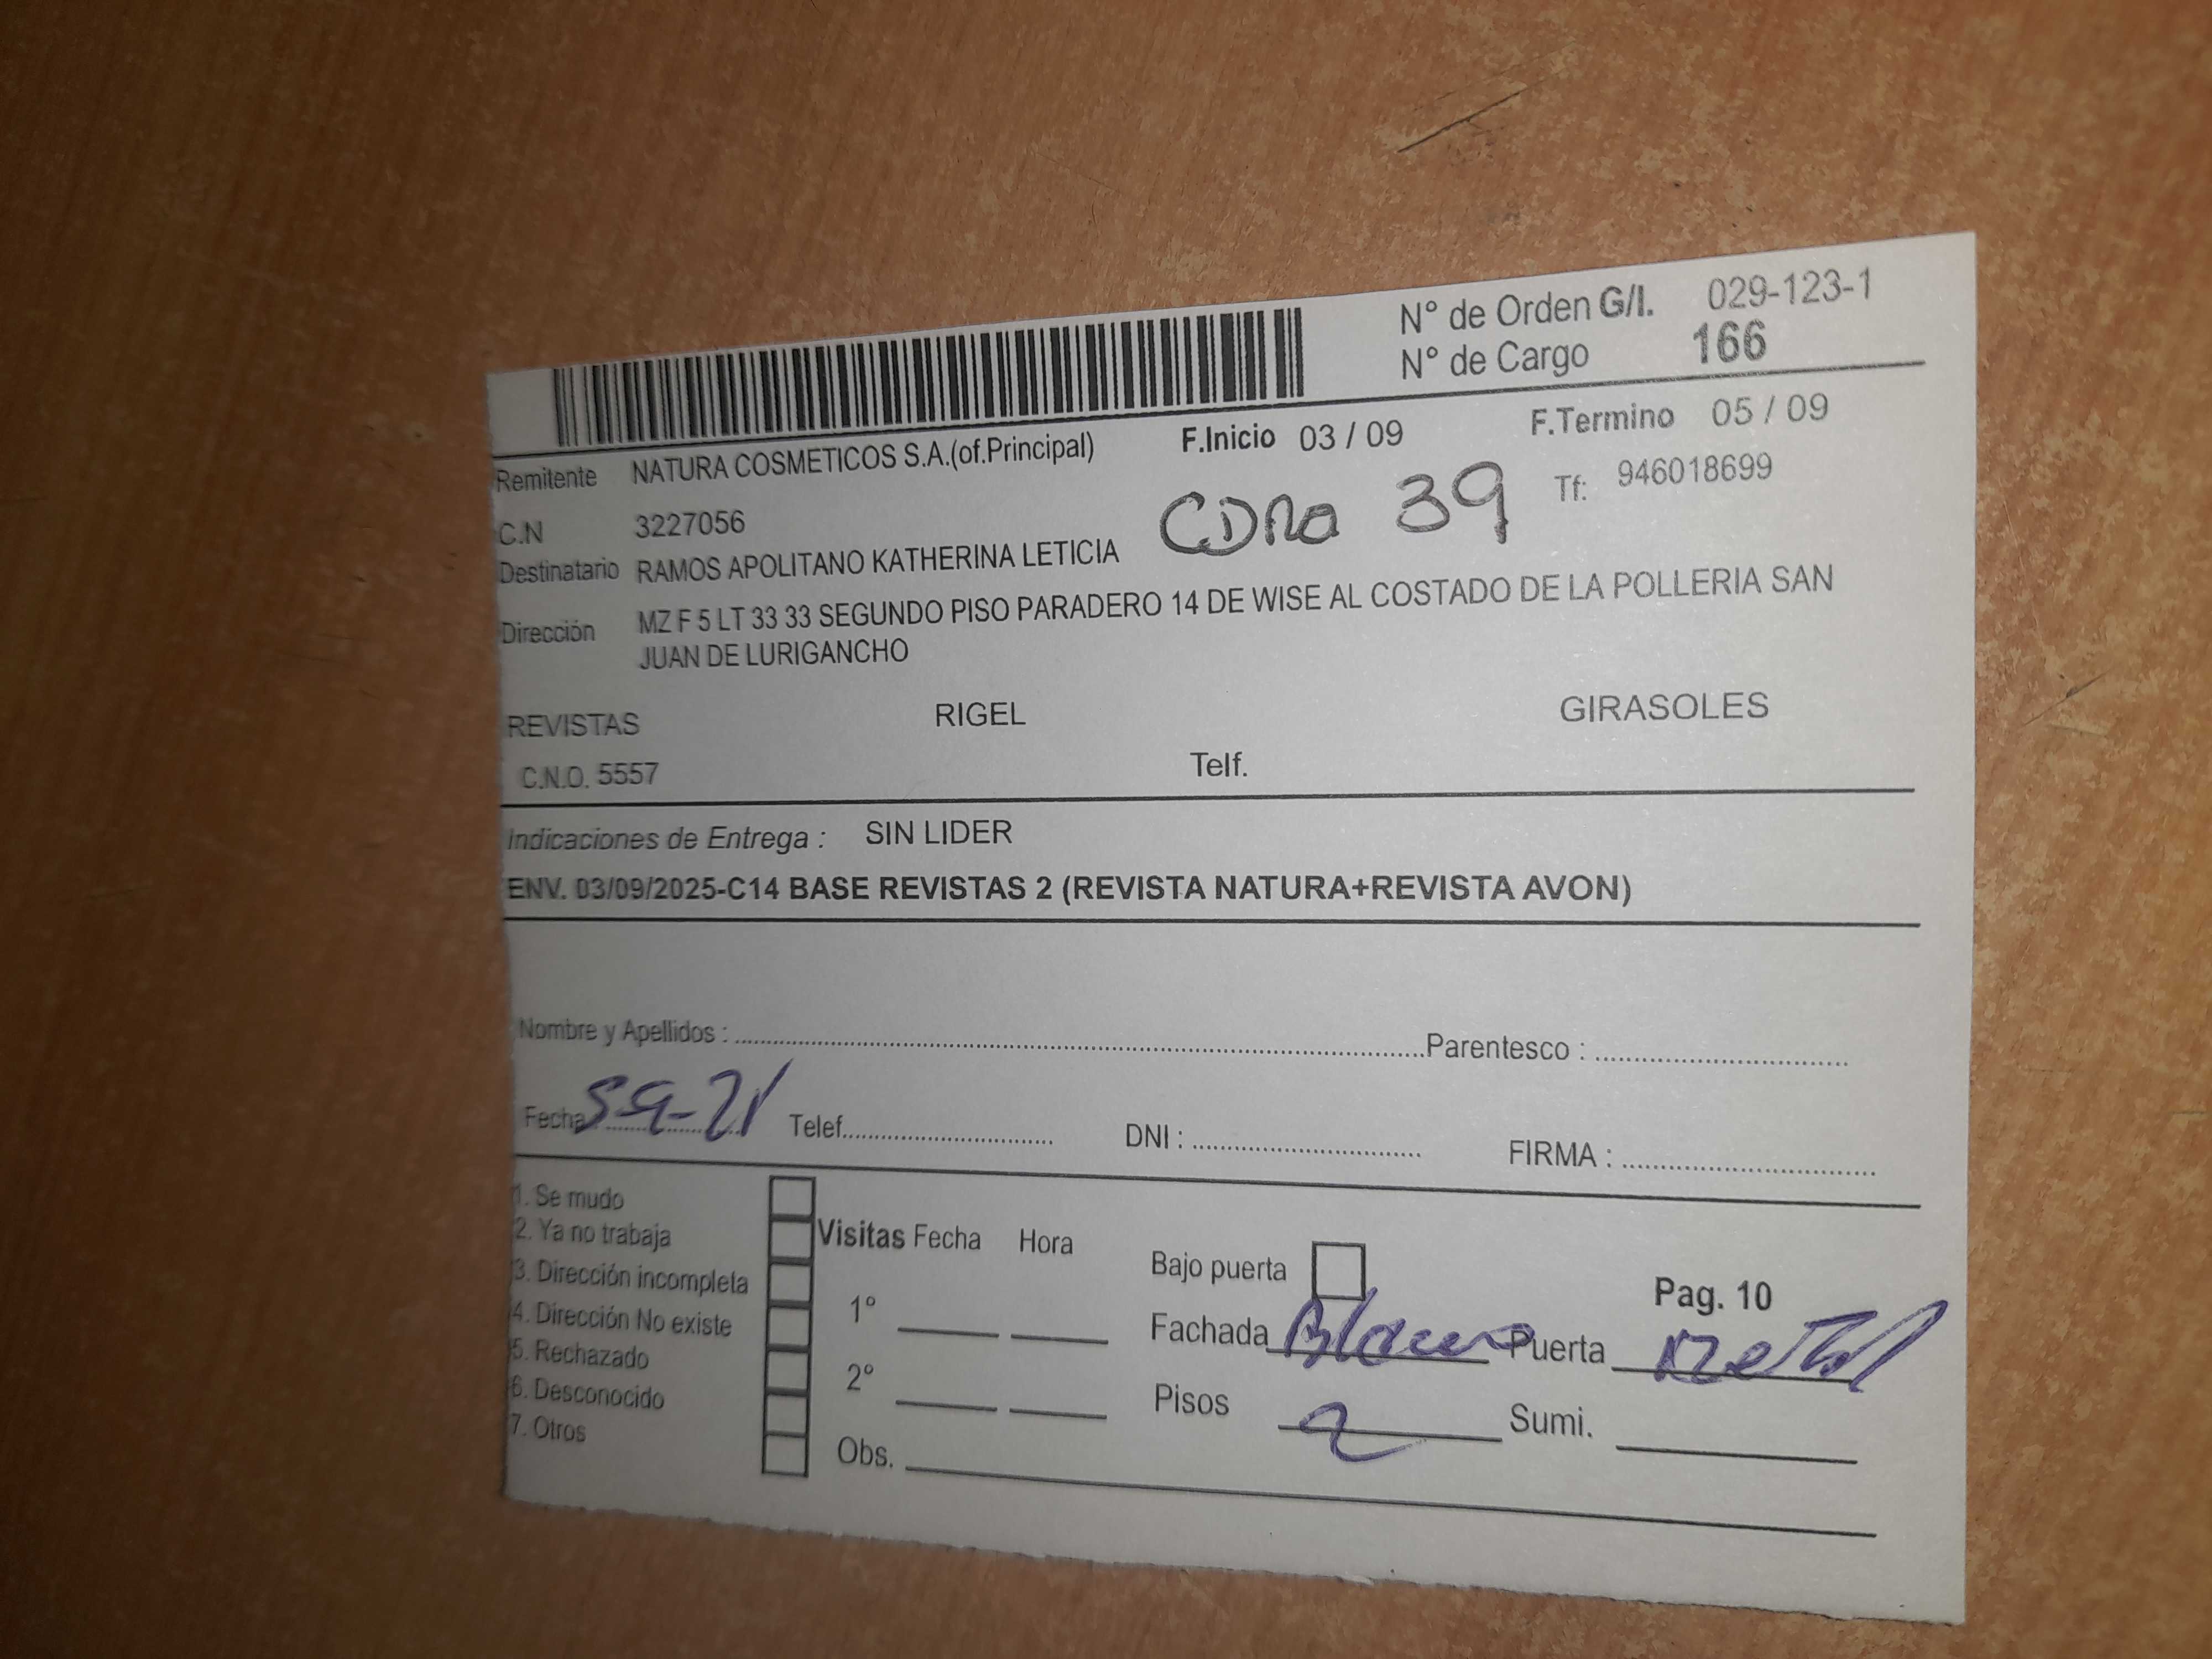 N° de Orden G/I. 029-123-1
N° de Cargo 166
F.Inicio 03 / 09 F.Termino 05 / 09
Remitente NATURA COSMETICOS S.A.(of.Principal)
CDRA 39 Tf: 946018699
C.N 3227056
Destinatario RAMOS APOLITANO KATHERINA LETICIA
Dirección MZ F 5 LT 33 33 SEGUNDO PISO PARADERO 14 DE WISE AL COSTADO DE LA POLLERIA SAN
JUAN DE LURIGANCHO
REVISTAS RIGEL GIRASOLES
C.N.O. 5557 Telf.
Indicaciones de Entrega : SIN LIDER
ENV. 03/09/2025-C14 BASE REVISTAS 2 (REVISTA NATURA+REVISTA AVON)
Nombre y Apellidos : Parentesco :
Fecha Telef. DNI : FIRMA :
1. Se mudo
2. Ya no trabaja
3. Dirección incompleta
4. Dirección No existe
5. Rechazado
6. Desconocido
7. Otros
Visitas Fecha Hora
1°
2°
Obs.
Bajo puerta Pag. 10
Fachada Blanco Puerta Metal
Pisos 2 Sumi.